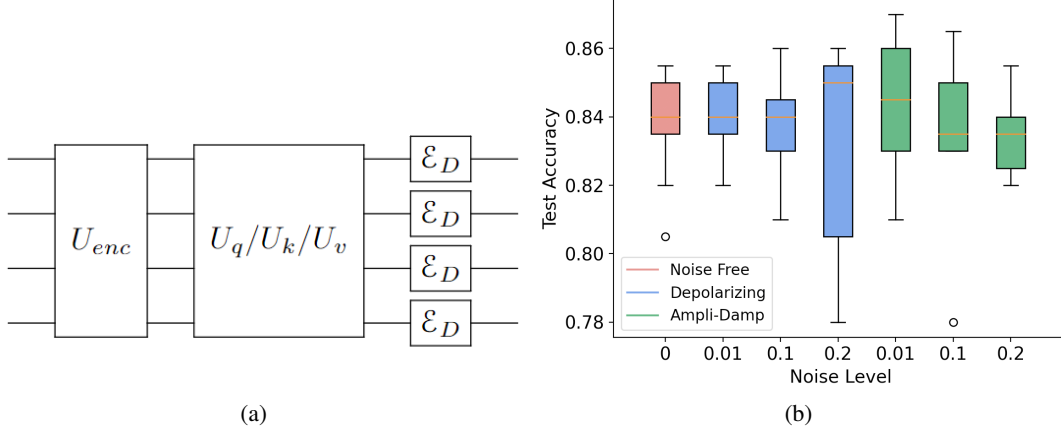 U_enc
U_q/U_k/U_v
ℰ_D
ℰ_D
ℰ_D
ℰ_D
(a)
Test Accuracy
0.86
0.84
0.82
0.80
0.78
Noise Free
Depolarizing
Ampli-Damp
0 0.01 0.1 0.2 0.01 0.1 0.2
Noise Level
(b)